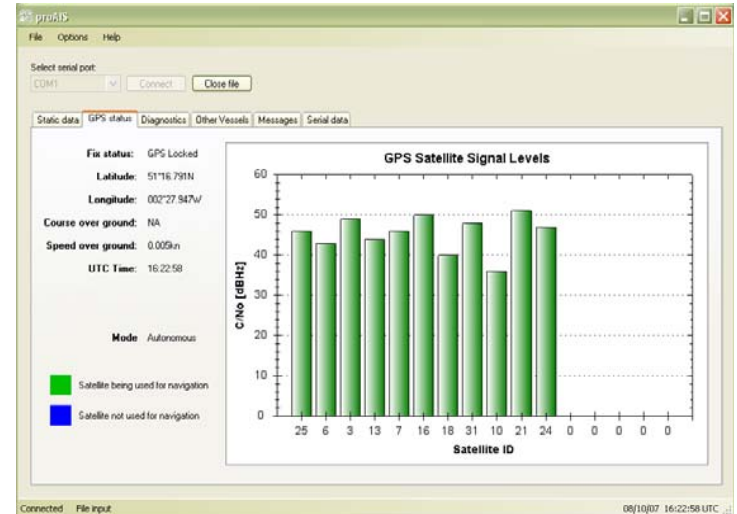 proAIS
File Options Help
Select serial port:
COM1 Connect Close file
Static data GPS status Diagnostics Other Vessels Messages Serial data
Fix status: GPS Locked
Latitude: 51°16.791N
Longitude: 002°27.947W
Course over ground: NA
Speed over ground: 0.005kn
UTC Time: 16:22:58
Mode Autonomous
Satellite being used for navigation
Satellite not used for navigation
GPS Satellite Signal Levels
60
50
40
30
20
10
0
C/No [dBHz]
25 6 3 13 7 16 18 31 10 21 24 0 0 0 0 0
Satellite ID
Connected File input 08/10/07 16:22:58 UTC